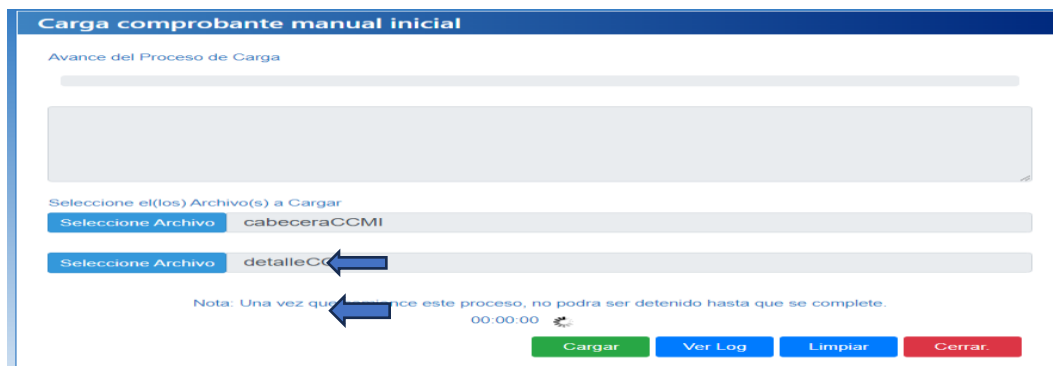 Carga comprobante manual inicial
Avance del Proceso de Carga
Seleccione el(los) Archivo(s) a Cargar
Seleccione Archivo cabeceraCCMI
Seleccione Archivo
Nota: Una vez que este proceso, no podra ser detenido hasta que se complete.
00:00:00
Cargar Ver Log Limpiar Cerrar.